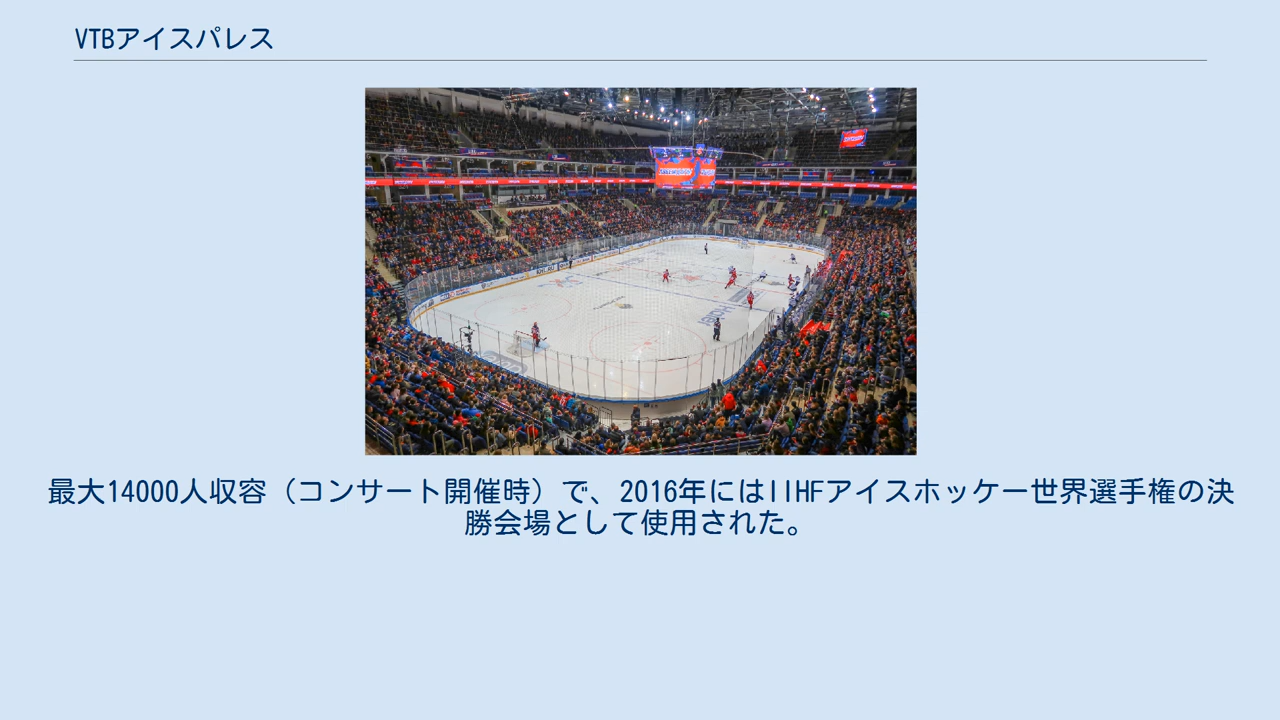 VTBアイスパレス
最大14000人収容（コンサート開催時）で、2016年にはIIHFアイスホッケー世界選手権の決
勝会場として使用された。